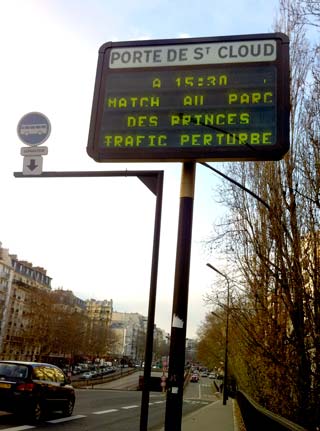 PORTE DE ST CLOUD
A 15:30
MATCH AU PARC
DES PRINCES
TRAFIC PERTURBE